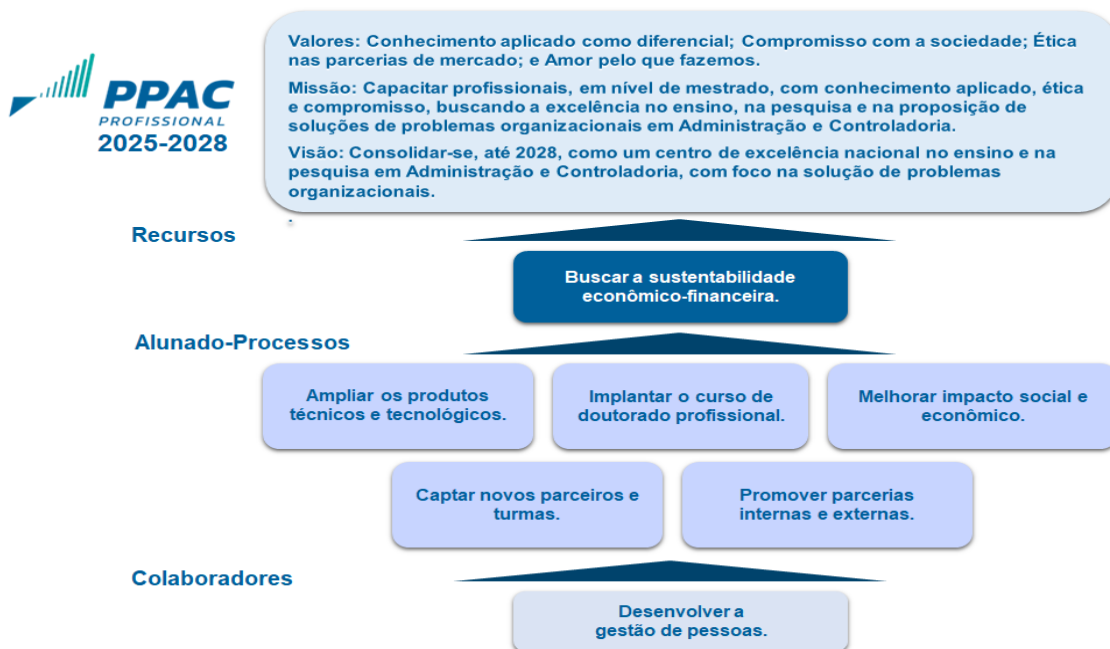 PPAC
PROFISSIONAL
2025-2028
Valores: Conhecimento aplicado como diferencial; Compromisso com a sociedade; Ética
nas parcerias de mercado; e Amor pelo que fazemos.
Missão: Capacitar profissionais, em nível de mestrado, com conhecimento aplicado, ética
e compromisso, buscando a excelência no ensino, na pesquisa e na proposição de
soluções de problemas organizacionais em Administração e Controladoria.
Visão: Consolidar-se, até 2028, como um centro de excelência nacional no ensino e na
pesquisa em Administração e Controladoria, com foco na solução de problemas
organizacionais.
.
Recursos
Buscar a sustentabilidade
econômico-financeira.
Alunado-Processos
Ampliar os produtos
técnicos e tecnológicos.
Implantar o curso de
doutorado profissional.
Melhorar impacto social e
econômico.
Captar novos parceiros e
turmas.
Promover parcerias
internas e externas.
Colaboradores
Desenvolver a
gestão de pessoas.